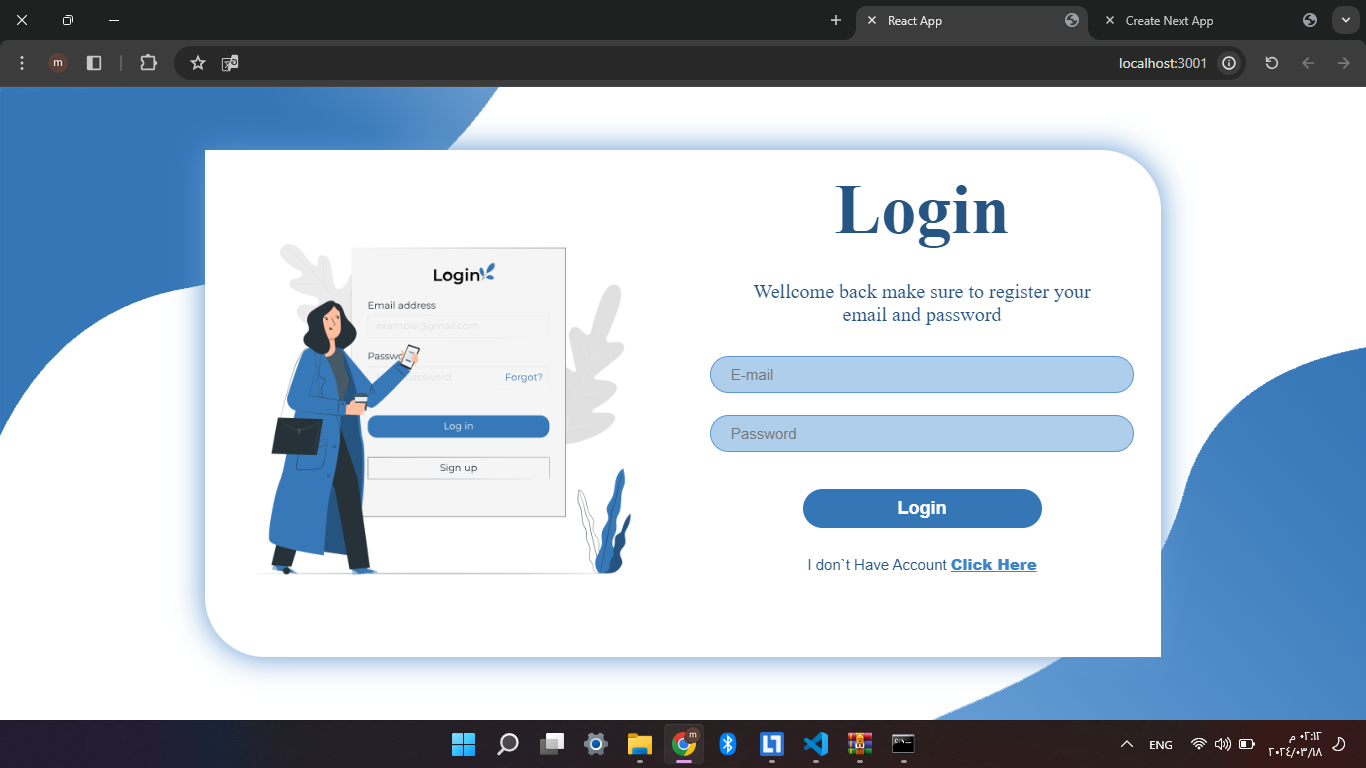 React App
Create Next App
m
localhost:3001
Login
Wellcome back make sure to register your
email and password
E-mail
Password
Login
I don`t Have Account Click Here
Login
Email address
example@gmail.com
Passwo
password
Forgot?
Log in
Sign up
m
ENG
٠٢:١٢ م
٢٠٢٤/٠٣/١٨